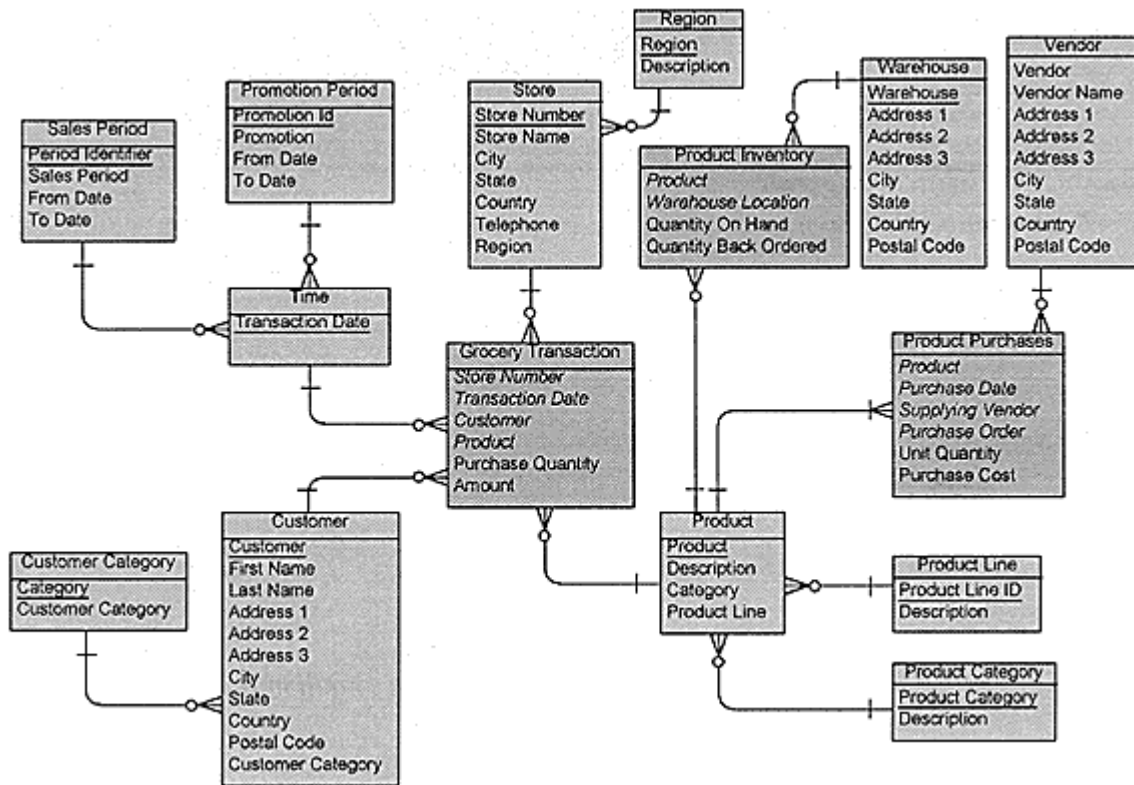 Region
Region
Description
Vendor
Vendor
Vendor Name
Address 1
Address 2
Address 3
City
State
Country
Postal Code
Warehouse
Warehouse
Address 1
Address 2
Address 3
City
State
Country
Postal Code
Store
Store Number
Store Name
City
State
Country
Telephone
Region
Promotion Period
Promotion Id
Promotion
From Date
To Date
Sales Period
Period Identifier
Sales Period
From Date
To Date
Product Inventory
Product
Warehouse Location
Quantity On Hand
Quantity Back Ordered
Time
Transaction Date
Grocery Transaction
Store Number
Transaction Date
Customer
Product
Purchase Quantity
Amount
Product Purchases
Product
Purchase Date
Supplying Vendor
Purchase Order
Unit Quantity
Purchase Cost
Customer
Customer
First Name
Last Name
Address 1
Address 2
Address 3
City
State
Country
Postal Code
Customer Category
Customer Category
Category
Customer Category
Product
Product
Description
Category
Product Line
Product Line
Product Line ID
Description
Product Category
Product Category
Description